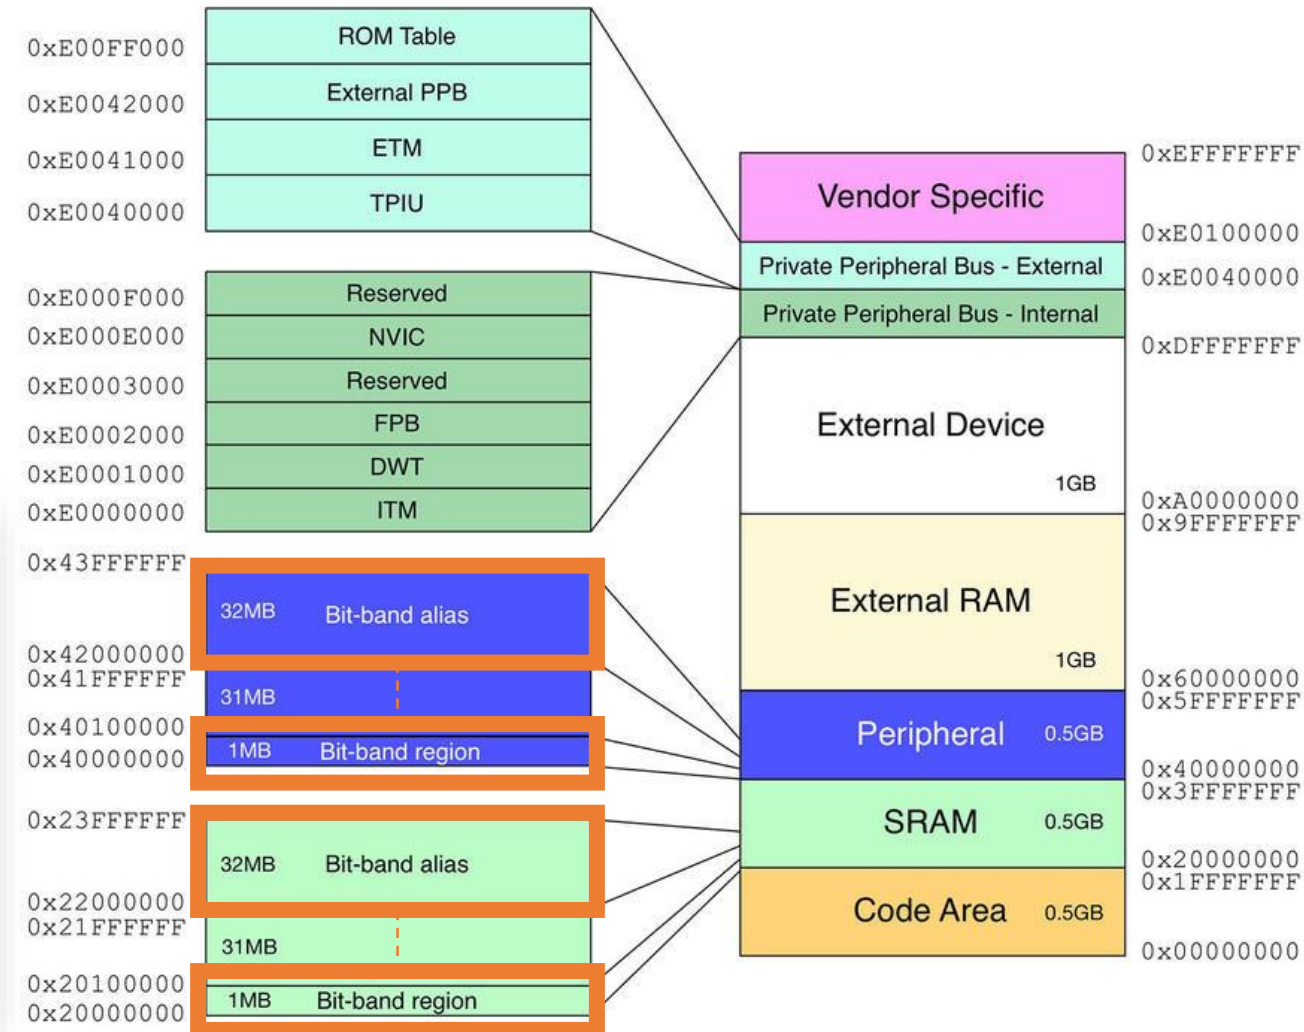 0xE00FF000
ROM Table
0xE0042000
External PPB
0xE0041000
ETM
0xE0040000
TPIU
0xE000F000
Reserved
0xE000E000
NVIC
0xE0003000
Reserved
0xE0002000
FPB
0xE0001000
DWT
0xE0000000
ITM
0x43FFFFFF
32MB Bit-band alias
0x42000000
0x41FFFFFF
31MB
0x40100000
0x40000000
1MB Bit-band region
0x23FFFFFF
32MB Bit-band alias
0x22000000
0x21FFFFFF
31MB
0x20100000
1MB Bit-band region
0x20000000
0xEFFFFFFF
Vendor Specific
0xE0100000
Private Peripheral Bus - External
0xE0040000
Private Peripheral Bus - Internal
0xDFFFFFFF
External Device
1GB
0xA0000000
0x9FFFFFFF
External RAM
1GB
0x60000000
0x5FFFFFFF
Peripheral 0.5GB
0x40000000
0x3FFFFFFF
SRAM 0.5GB
0x20000000
0x1FFFFFFF
Code Area 0.5GB
0x00000000